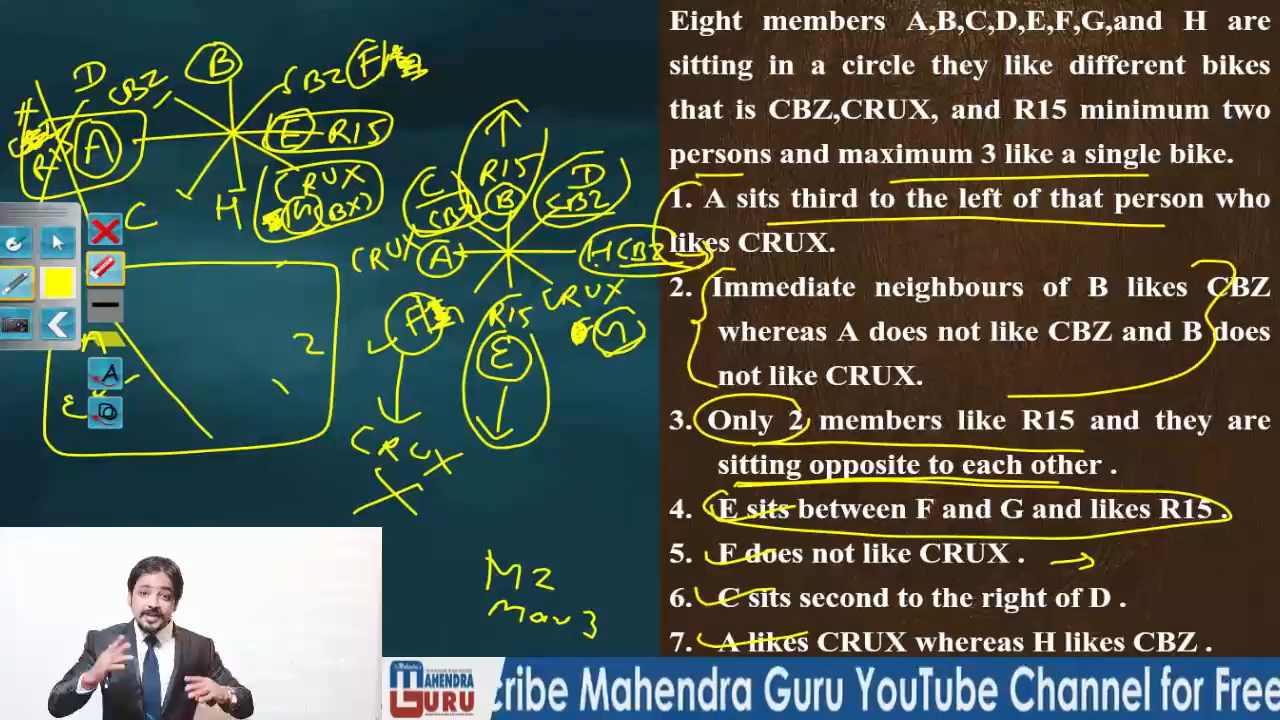 Eight members A,B,C,D,E,F,G,and H are
sitting in a circle they like different bikes
that is CBZ,CRUX, and R15 minimum two
persons and maximum 3 like a single bike.
1. A sits third to the left of that person who
likes CRUX.
2. Immediate neighbours of B likes CBZ
whereas A does not like CBZ and B does
not like CRUX.
3. Only 2 members like R15 and they are
sitting opposite to each other .
4. E sits between F and G and likes R15 .
5. F does not like CRUX .
6. C sits second to the right of D .
7. A likes CRUX whereas H likes CBZ .
D
CBZ
B
CBZ F
A
E R15
CRUX
H
C
R15
B
C
CBZ
D
CBZ
CRUX
A
H CBZ
CRUX
R15
E
G
CRUX
A
2
E
M2
Max 3
MAHENDRA
GURU
cribe Mahendra Guru YouTube Channel for Free